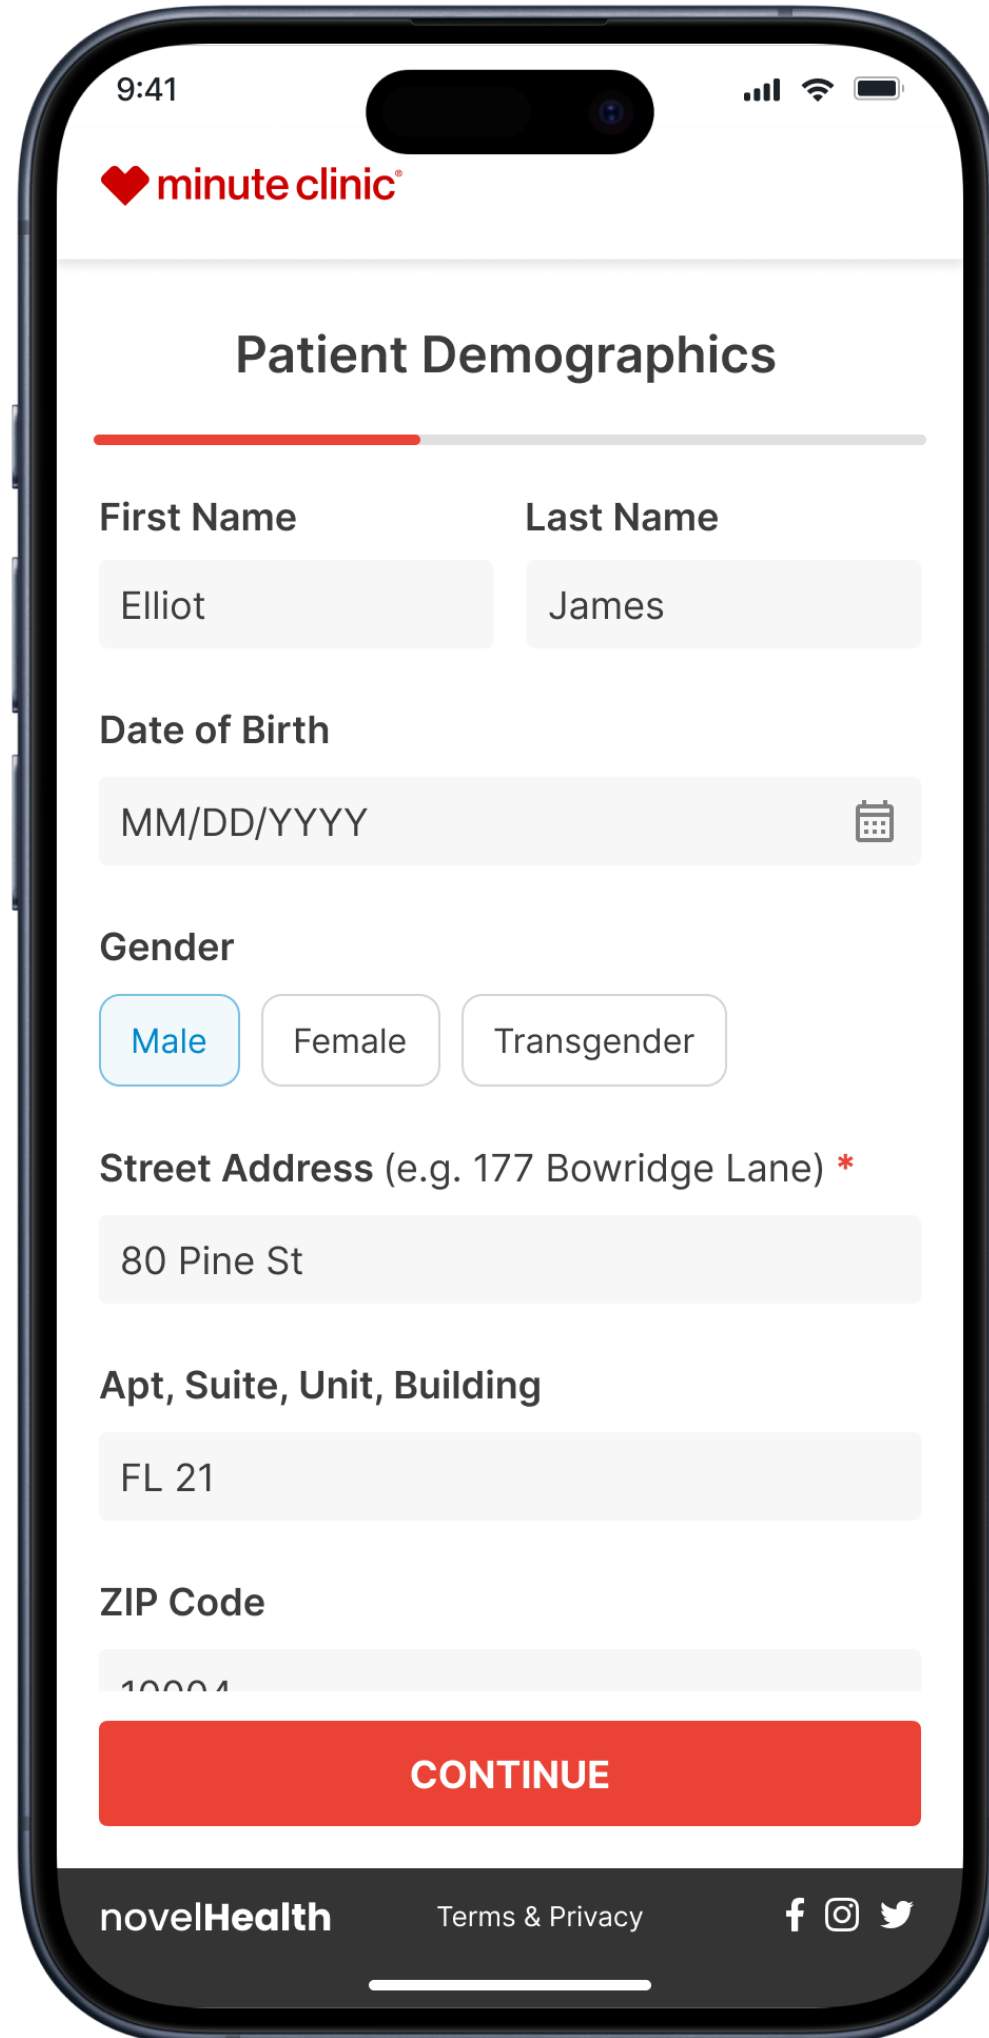 9:41
minute clinic®
Patient Demographics
First Name Last Name
Elliot James
Date of Birth
MM/DD/YYYY
Gender
Male Female Transgender
Street Address (e.g. 177 Bowridge Lane) *
80 Pine St
Apt, Suite, Unit, Building
FL 21
ZIP Code
10004
CONTINUE
novelHealth Terms & Privacy